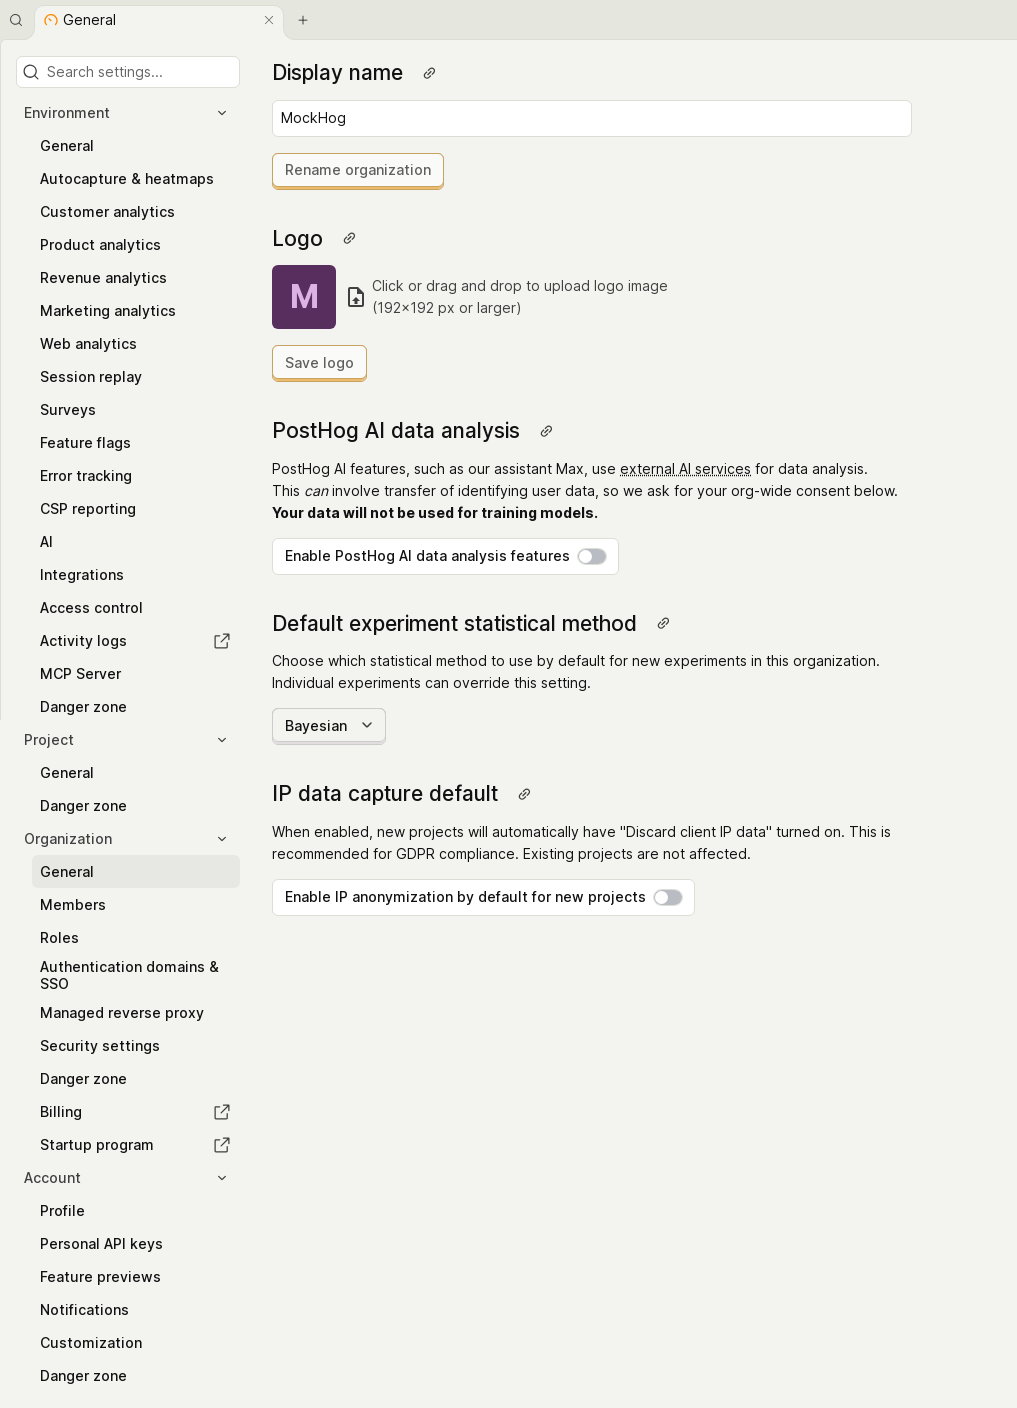 General
Search settings...
Environment
General
Autocapture & heatmaps
Customer analytics
Product analytics
Revenue analytics
Marketing analytics
Web analytics
Session replay
Surveys
Feature flags
Error tracking
CSP reporting
AI
Integrations
Access control
Activity logs
MCP Server
Danger zone
Project
General
Danger zone
Organization
General
Members
Roles
Authentication domains &
SSO
Managed reverse proxy
Security settings
Danger zone
Billing
Startup program
Account
Profile
Personal API keys
Feature previews
Notifications
Customization
Danger zone
Display name
MockHog
Rename organization
Logo
M
Click or drag and drop to upload logo image
(192×192 px or larger)
Save logo
PostHog AI data analysis
PostHog AI features, such as our assistant Max, use external AI services for data analysis.
This can involve transfer of identifying user data, so we ask for your org-wide consent below.
Your data will not be used for training models.
Enable PostHog AI data analysis features
Default experiment statistical method
Choose which statistical method to use by default for new experiments in this organization.
Individual experiments can override this setting.
Bayesian
IP data capture default
When enabled, new projects will automatically have "Discard client IP data" turned on. This is
recommended for GDPR compliance. Existing projects are not affected.
Enable IP anonymization by default for new projects